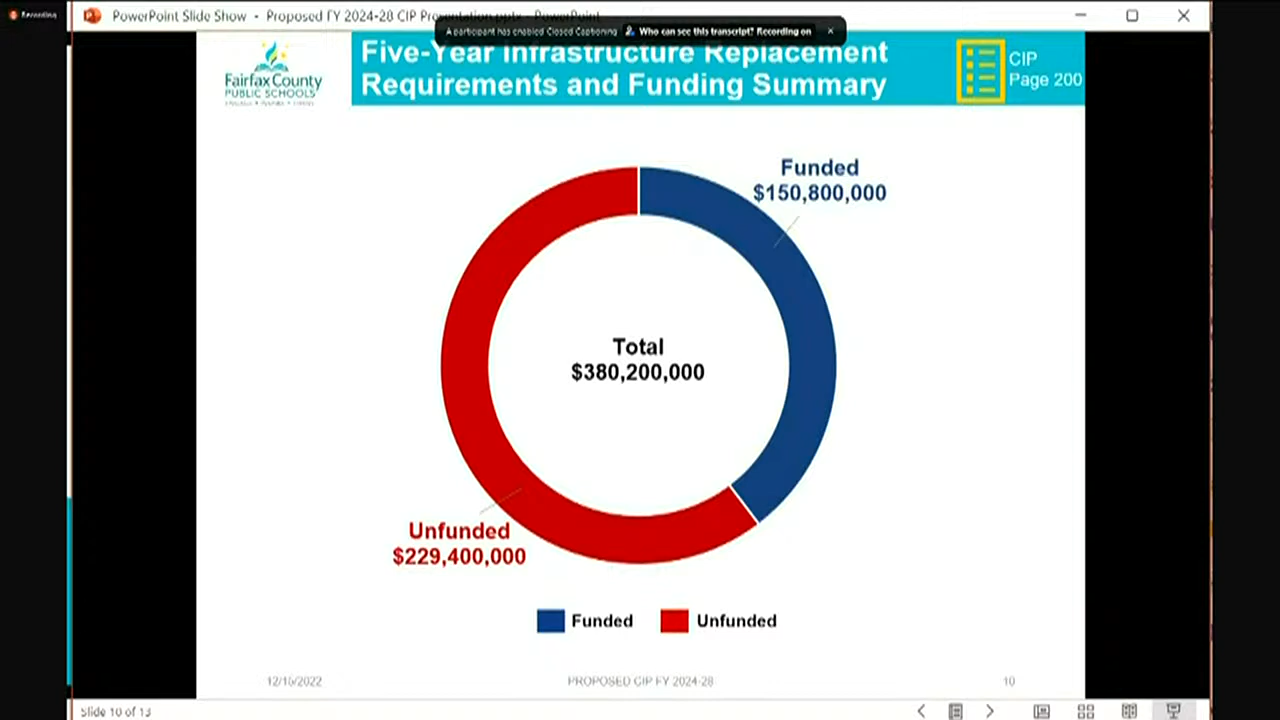 Recording
PowerPoint Slide Show - Proposed FY 2024-28 CIP Presentation.pptx - PowerPoint
A participant has enabled Closed Captioning
Who can see this transcript? Recording on
Fairfax County
PUBLIC SCHOOLS
Five-Year Infrastructure Replacement
Requirements and Funding Summary
CIP
Page 200
Funded
$150,800,000
Total
$380,200,000
Unfunded
$229,400,000
Funded
Unfunded
PROPOSED CIP FY 2024-28
10
Slide 10 of 13